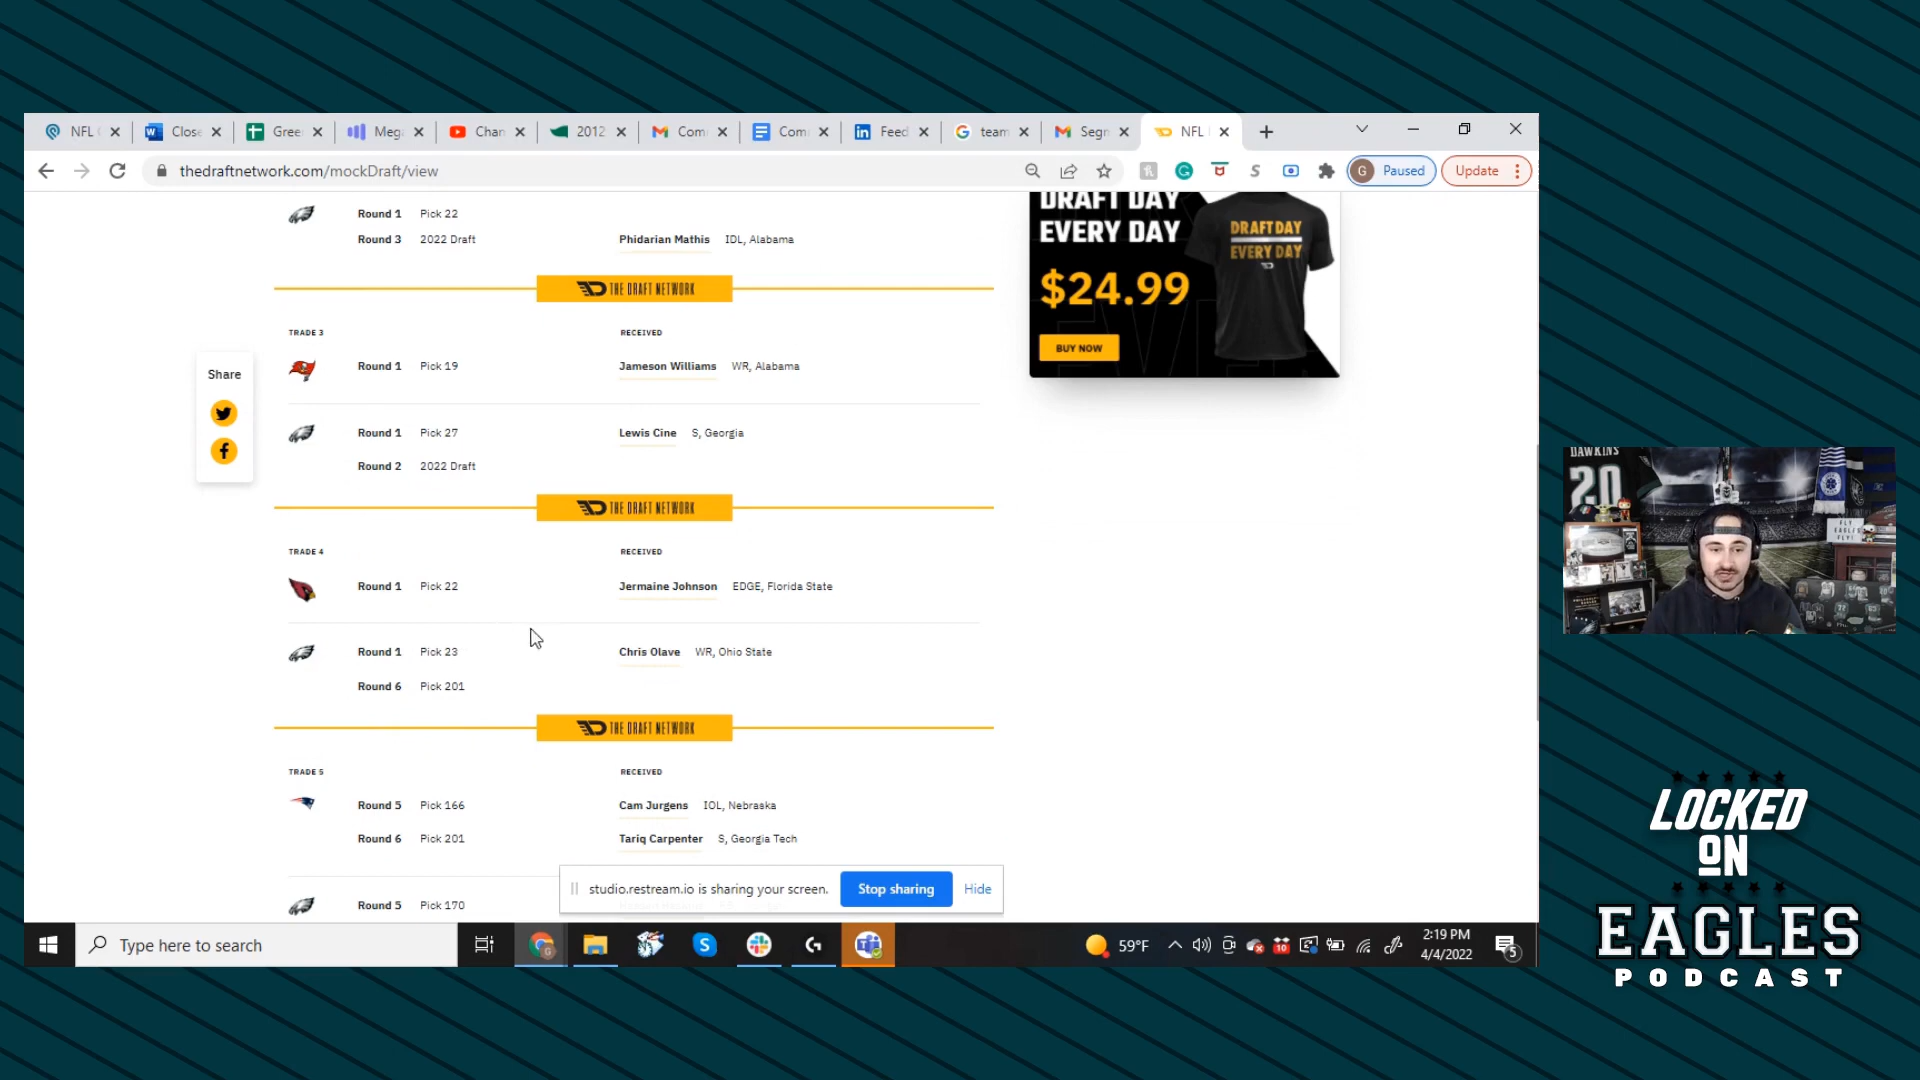 NFL
Close
Gree
Meg
Chan
2012
Com
Com
Feed
team
Segm
NFL
thedraftnetwork.com/mockDraft/view
G Paused
Update
Round 1 Pick 22
Round 3 2022 Draft Phidarian Mathis IDL, Alabama
THE DRAFT NETWORK
TRADE 3 RECEIVED
Round 1 Pick 19 Jameson Williams WR, Alabama
Round 1 Pick 27 Lewis Cine S, Georgia
Round 2 2022 Draft
THE DRAFT NETWORK
TRADE 4 RECEIVED
Round 1 Pick 22 Jermaine Johnson EDGE, Florida State
Round 1 Pick 23 Chris Olave WR, Ohio State
Round 6 Pick 201
THE DRAFT NETWORK
TRADE 5 RECEIVED
Round 5 Pick 166 Cam Jurgens IOL, Nebraska
Round 6 Pick 201 Tariq Carpenter S, Georgia Tech
Round 5 Pick 170
Share
DRAFT DAY
EVERY DAY
$24.99
BUY NOW
DRAFT DAY
EVERY DAY
studio.restream.io is sharing your screen.
Stop sharing
Hide
Type here to search
59°F
10
2:19 PM
4/4/2022
5
DAWKINS
20
FLY
EAGLES
FLY!
LOCKED
ON
EAGLES
PODCAST